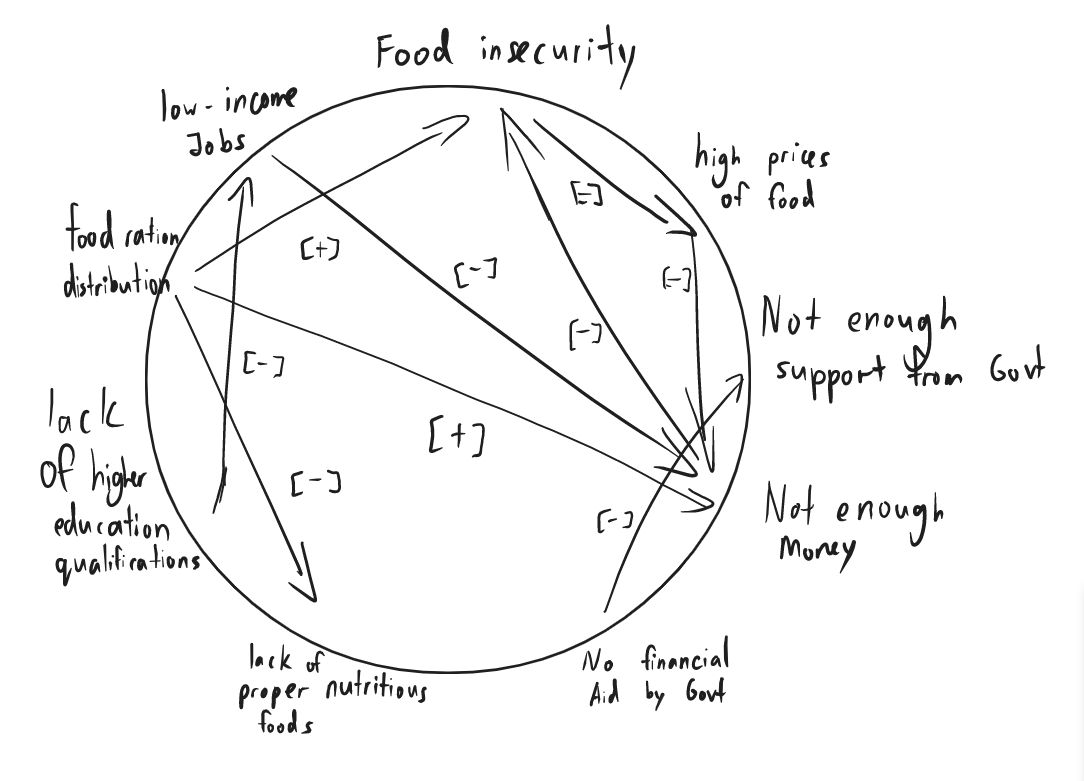 Food insecurity
low-income
Jobs
high prices
of food
food ration
distribution
[-]
[+]
[-]
[-]
[-]
Not enough
support from Govt
[-]
lack
of higher
education
qualifications
[+]
[-]
[-]
Not enough
Money
lack of
proper nutritious
foods
No financial
Aid by Govt